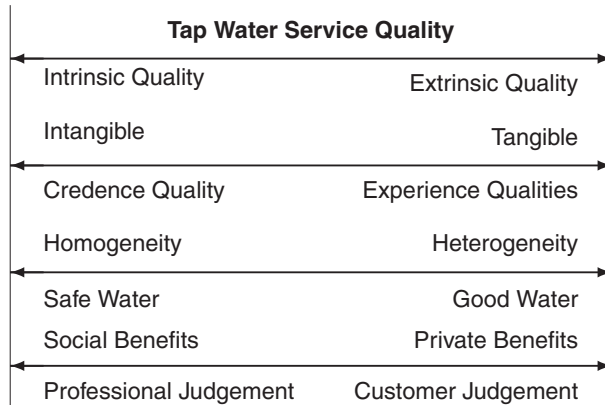 Tap Water Service Quality
Intrinsic Quality Extrinsic Quality
Intangible Tangible
Credence Quality Experience Qualities
Homogeneity Heterogeneity
Safe Water Good Water
Social Benefits Private Benefits
Professional Judgement Customer Judgement